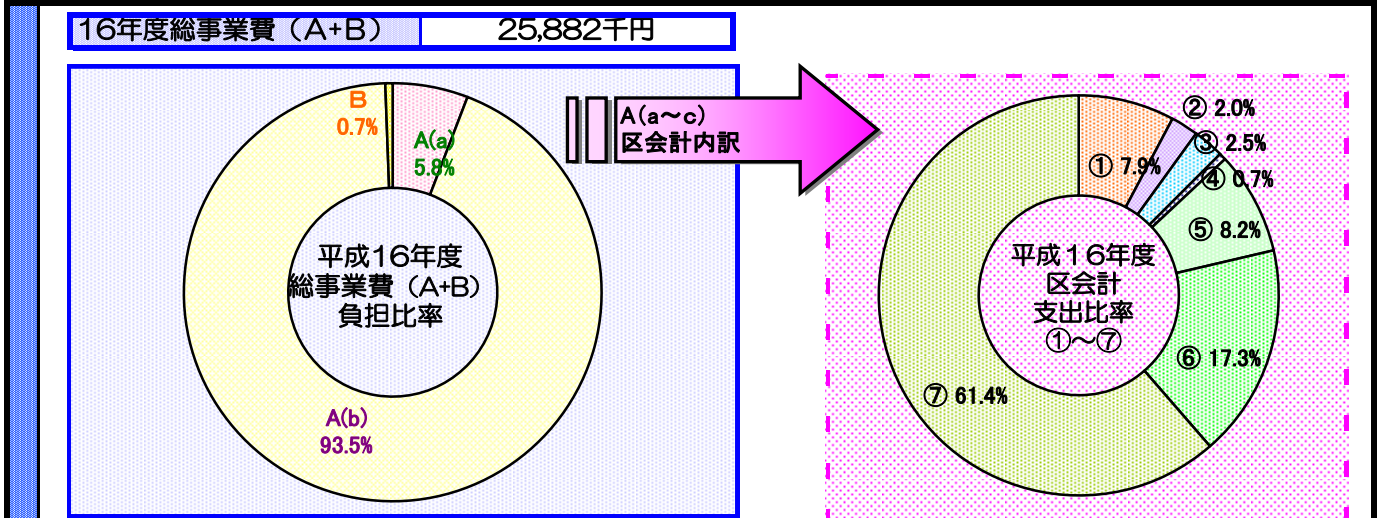 16年度総事業費（A+B）
25,882千円
B
0.7%
A(a)
5.8%
平成16年度
総事業費（A+B）
負担比率
A(b)
93.5%
A(a～c)
区会計内訳
① 7.9%
② 2.0%
③ 2.5%
④ 0.7%
⑤ 8.2%
⑥ 17.3%
⑦ 61.4%
平成16年度
区会計
支出比率
①～⑦